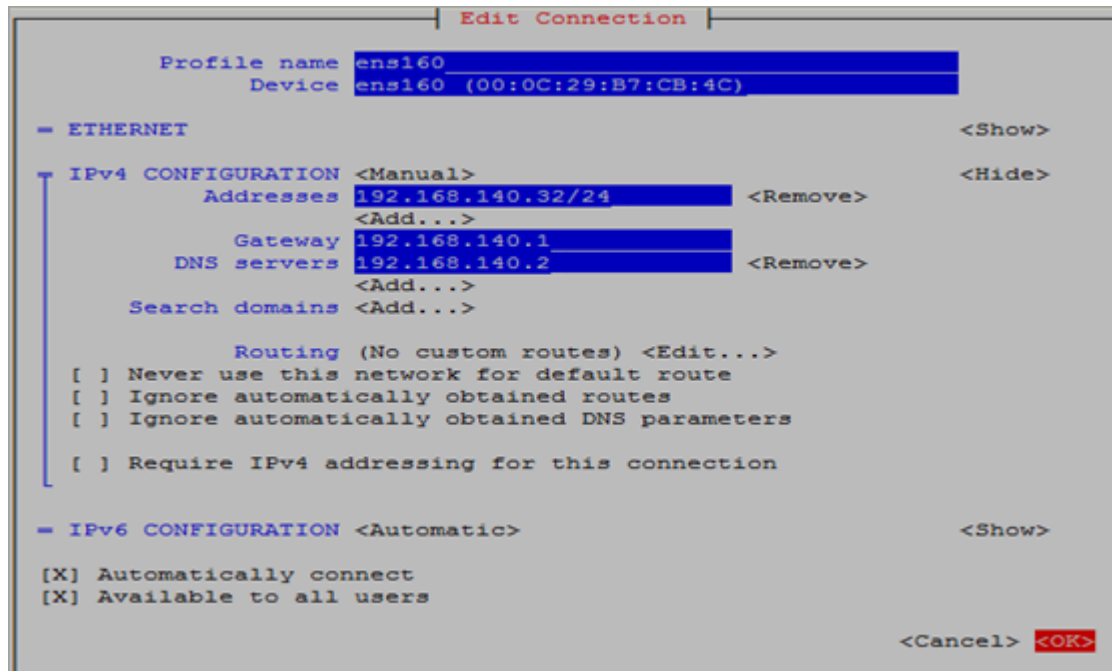 Edit Connection
Profile name ens160
Device ens160 (00:0C:29:B7:CB:4C)
ETHERNET <Show>
IPv4 CONFIGURATION <Manual> <Hide>
Addresses 192.168.140.32/24 <Remove>
<Add...>
Gateway 192.168.140.1
DNS servers 192.168.140.2 <Remove>
<Add...>
Search domains <Add...>
Routing (No custom routes) <Edit...>
[ ] Never use this network for default route
[ ] Ignore automatically obtained routes
[ ] Ignore automatically obtained DNS parameters
[ ] Require IPv4 addressing for this connection
IPv6 CONFIGURATION <Automatic> <Show>
[X] Automatically connect
[X] Available to all users
<Cancel> <OK>